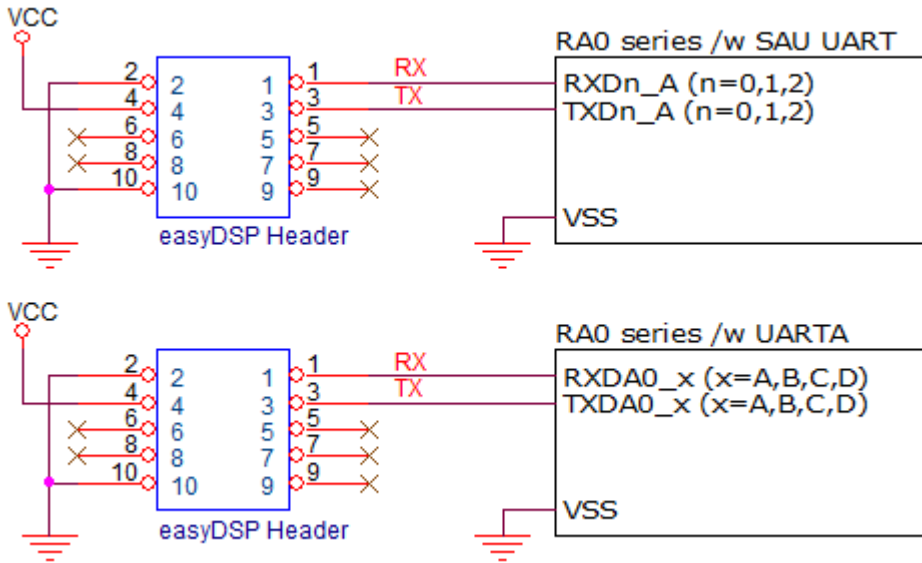 VCC
RA0 series /w SAU UART
2 2 1 1 RX RXDn_A (n=0,1,2)
4 4 3 3 TX TXDn_A (n=0,1,2)
6 6 5 5
8 8 7 7
10 10 9 9
VSS
easyDSP Header
VCC
RA0 series /w UARTA
2 2 1 1 RX RXDA0_x (x=A,B,C,D)
4 4 3 3 TX TXDA0_x (x=A,B,C,D)
6 6 5 5
8 8 7 7
10 10 9 9
VSS
easyDSP Header